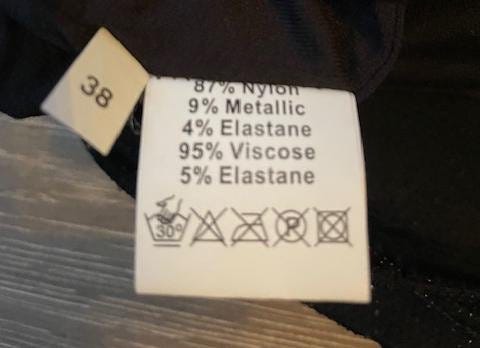 38
87% Nylon
9% Metallic
4% Elastane
95% Viscose
5% Elastane
30° P